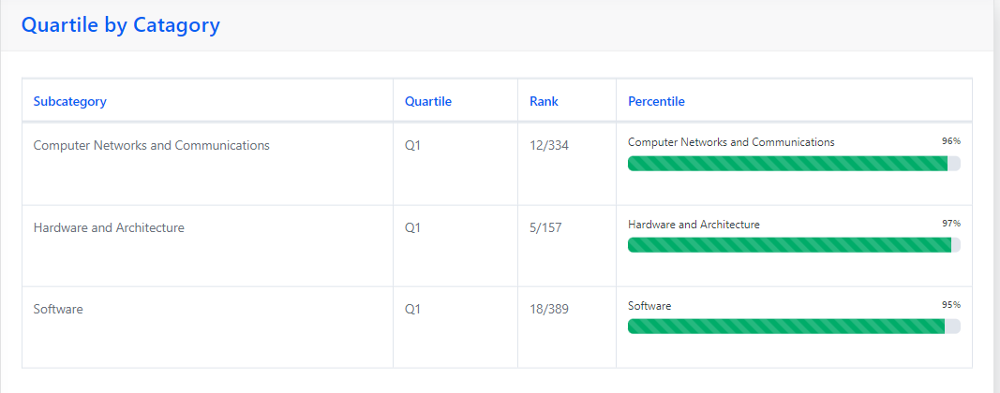 Quartile by Catagory
Subcategory Quartile Rank Percentile
Computer Networks and Communications Q1 12/334 Computer Networks and Communications 96%
Hardware and Architecture Q1 5/157 Hardware and Architecture 97%
Software Q1 18/389 Software 95%